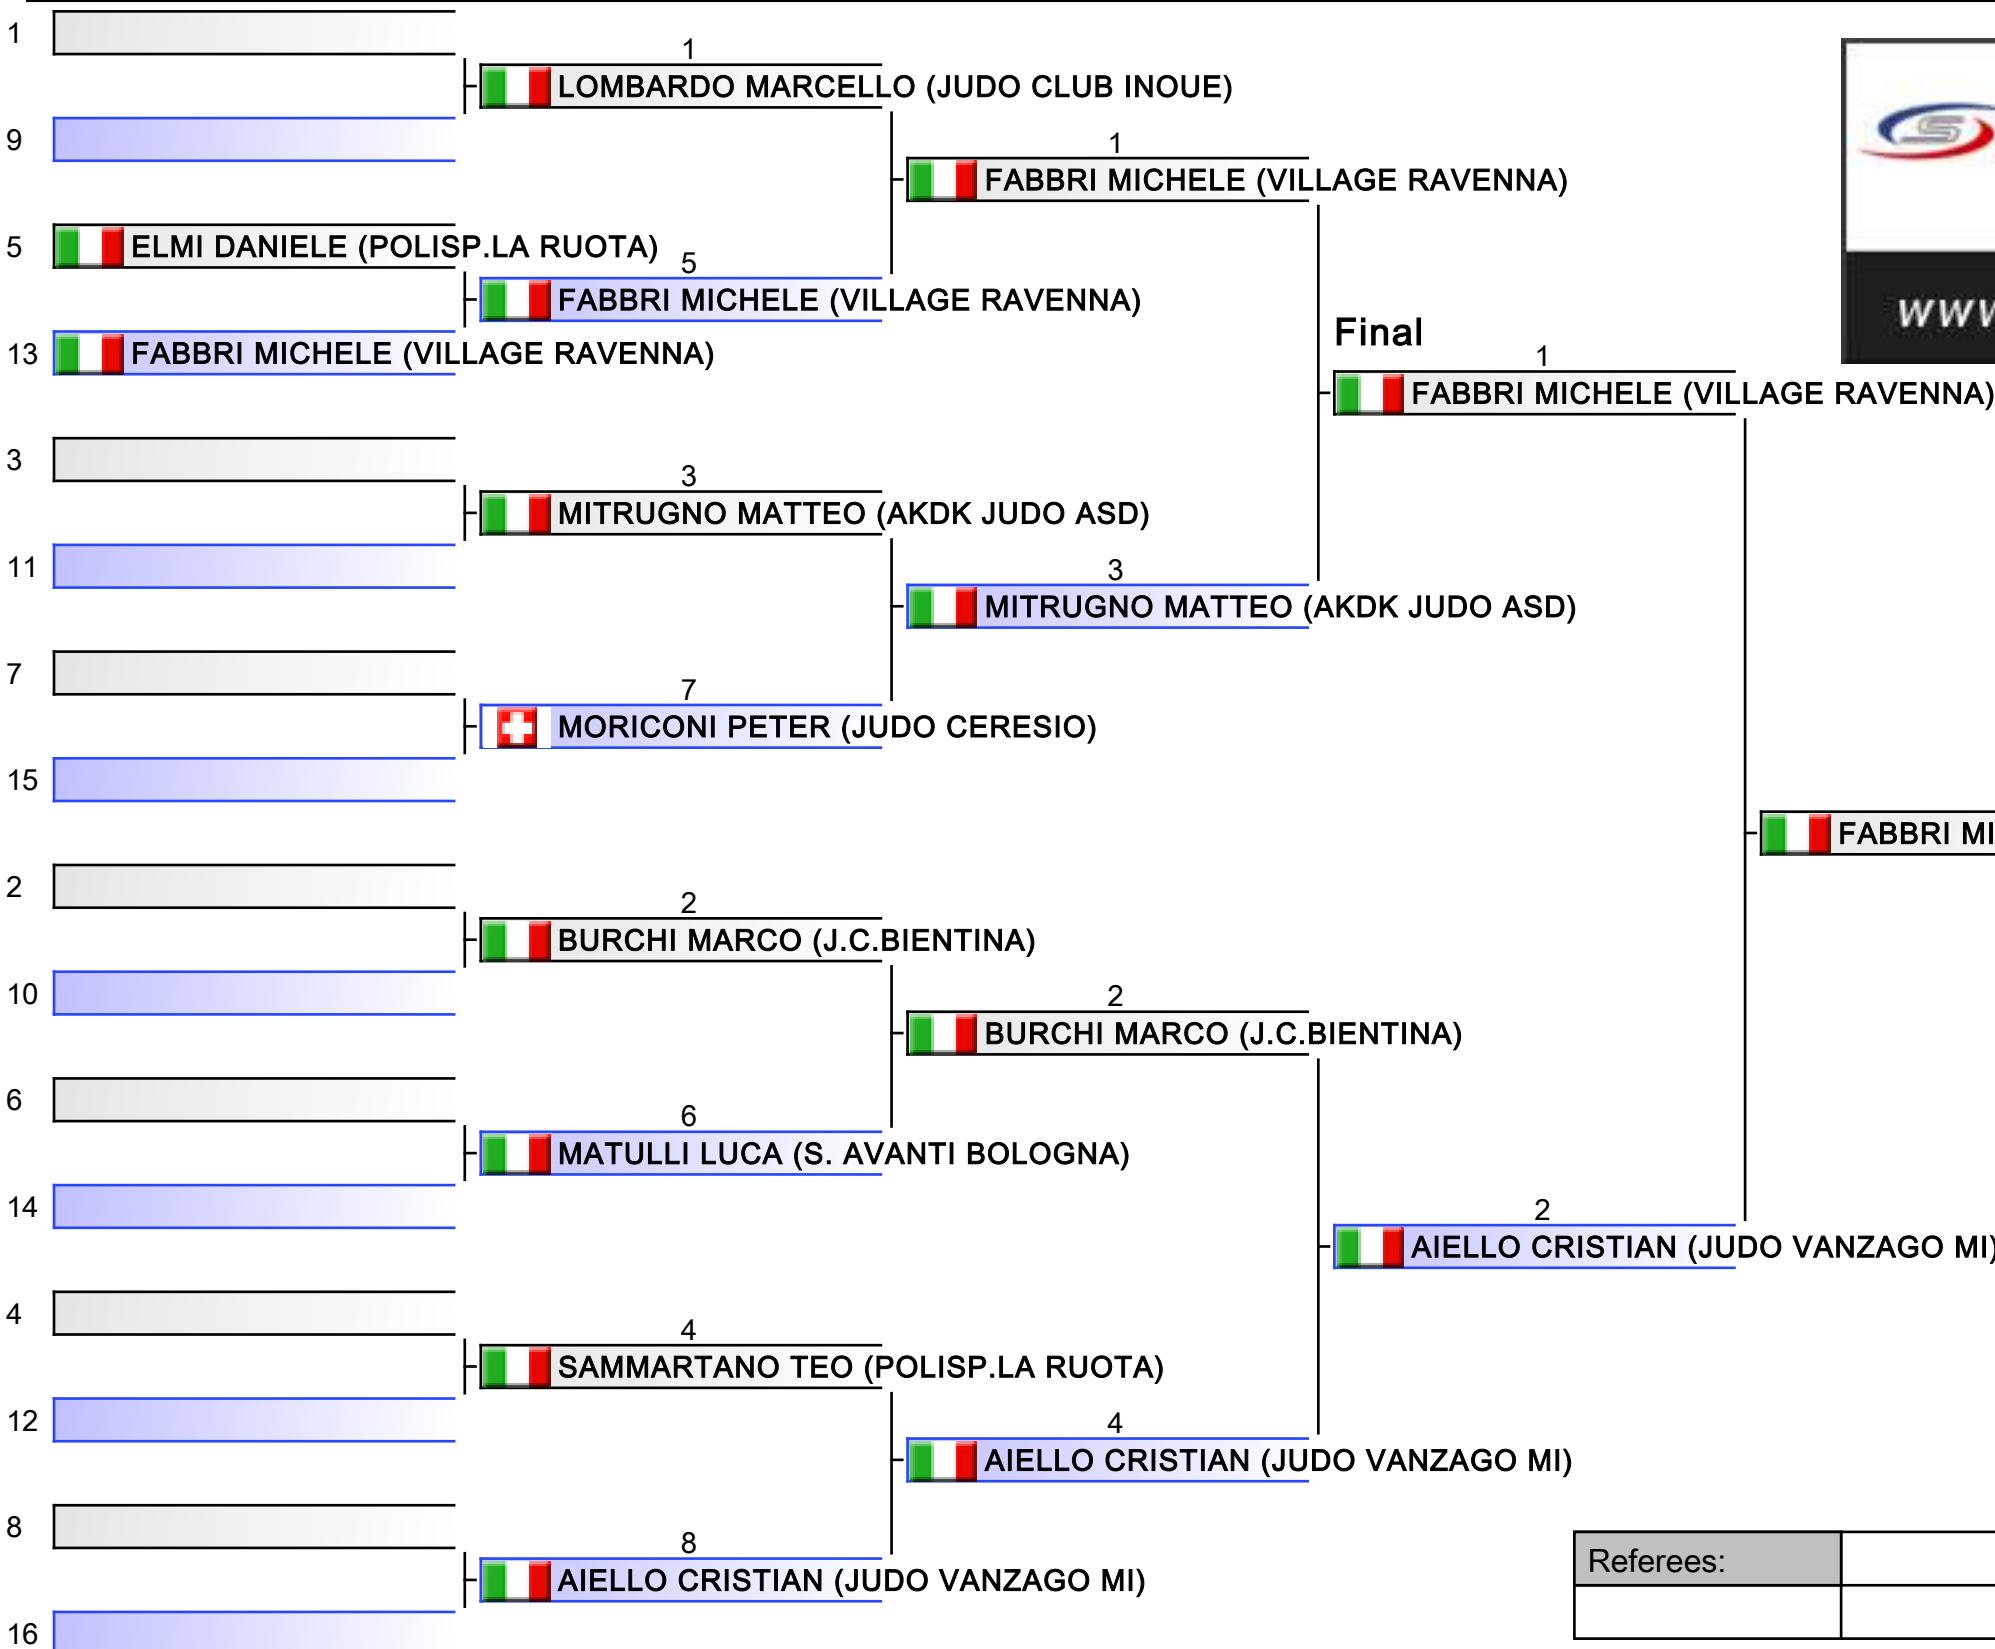 1
1
LOMBARDO MARCELLO (JUDO CLUB INOUE)
9
1
FABBRI MICHELE (VILLAGE RAVENNA)
5
ELMI DANIELE (POLISP.LA RUOTA)
5
FABBRI MICHELE (VILLAGE RAVENNA)
13
FABBRI MICHELE (VILLAGE RAVENNA)
Final
1
FABBRI MICHELE (VILLAGE RAVENNA)
S
WWW
3
3
MITRUGNO MATTEO (AKDK JUDO ASD)
11
3
MITRUGNO MATTEO (AKDK JUDO ASD)
7
7
MORICONI PETER (JUDO CERESIO)
15
FABBRI MI
2
2
BURCHI MARCO (J.C.BIENTINA)
10
2
BURCHI MARCO (J.C.BIENTINA)
6
6
MATULLI LUCA (S. AVANTI BOLOGNA)
14
2
AIELLO CRISTIAN (JUDO VANZAGO MI)
4
4
SAMMARTANO TEO (POLISP.LA RUOTA)
12
4
AIELLO CRISTIAN (JUDO VANZAGO MI)
8
8
AIELLO CRISTIAN (JUDO VANZAGO MI)
16
Referees: